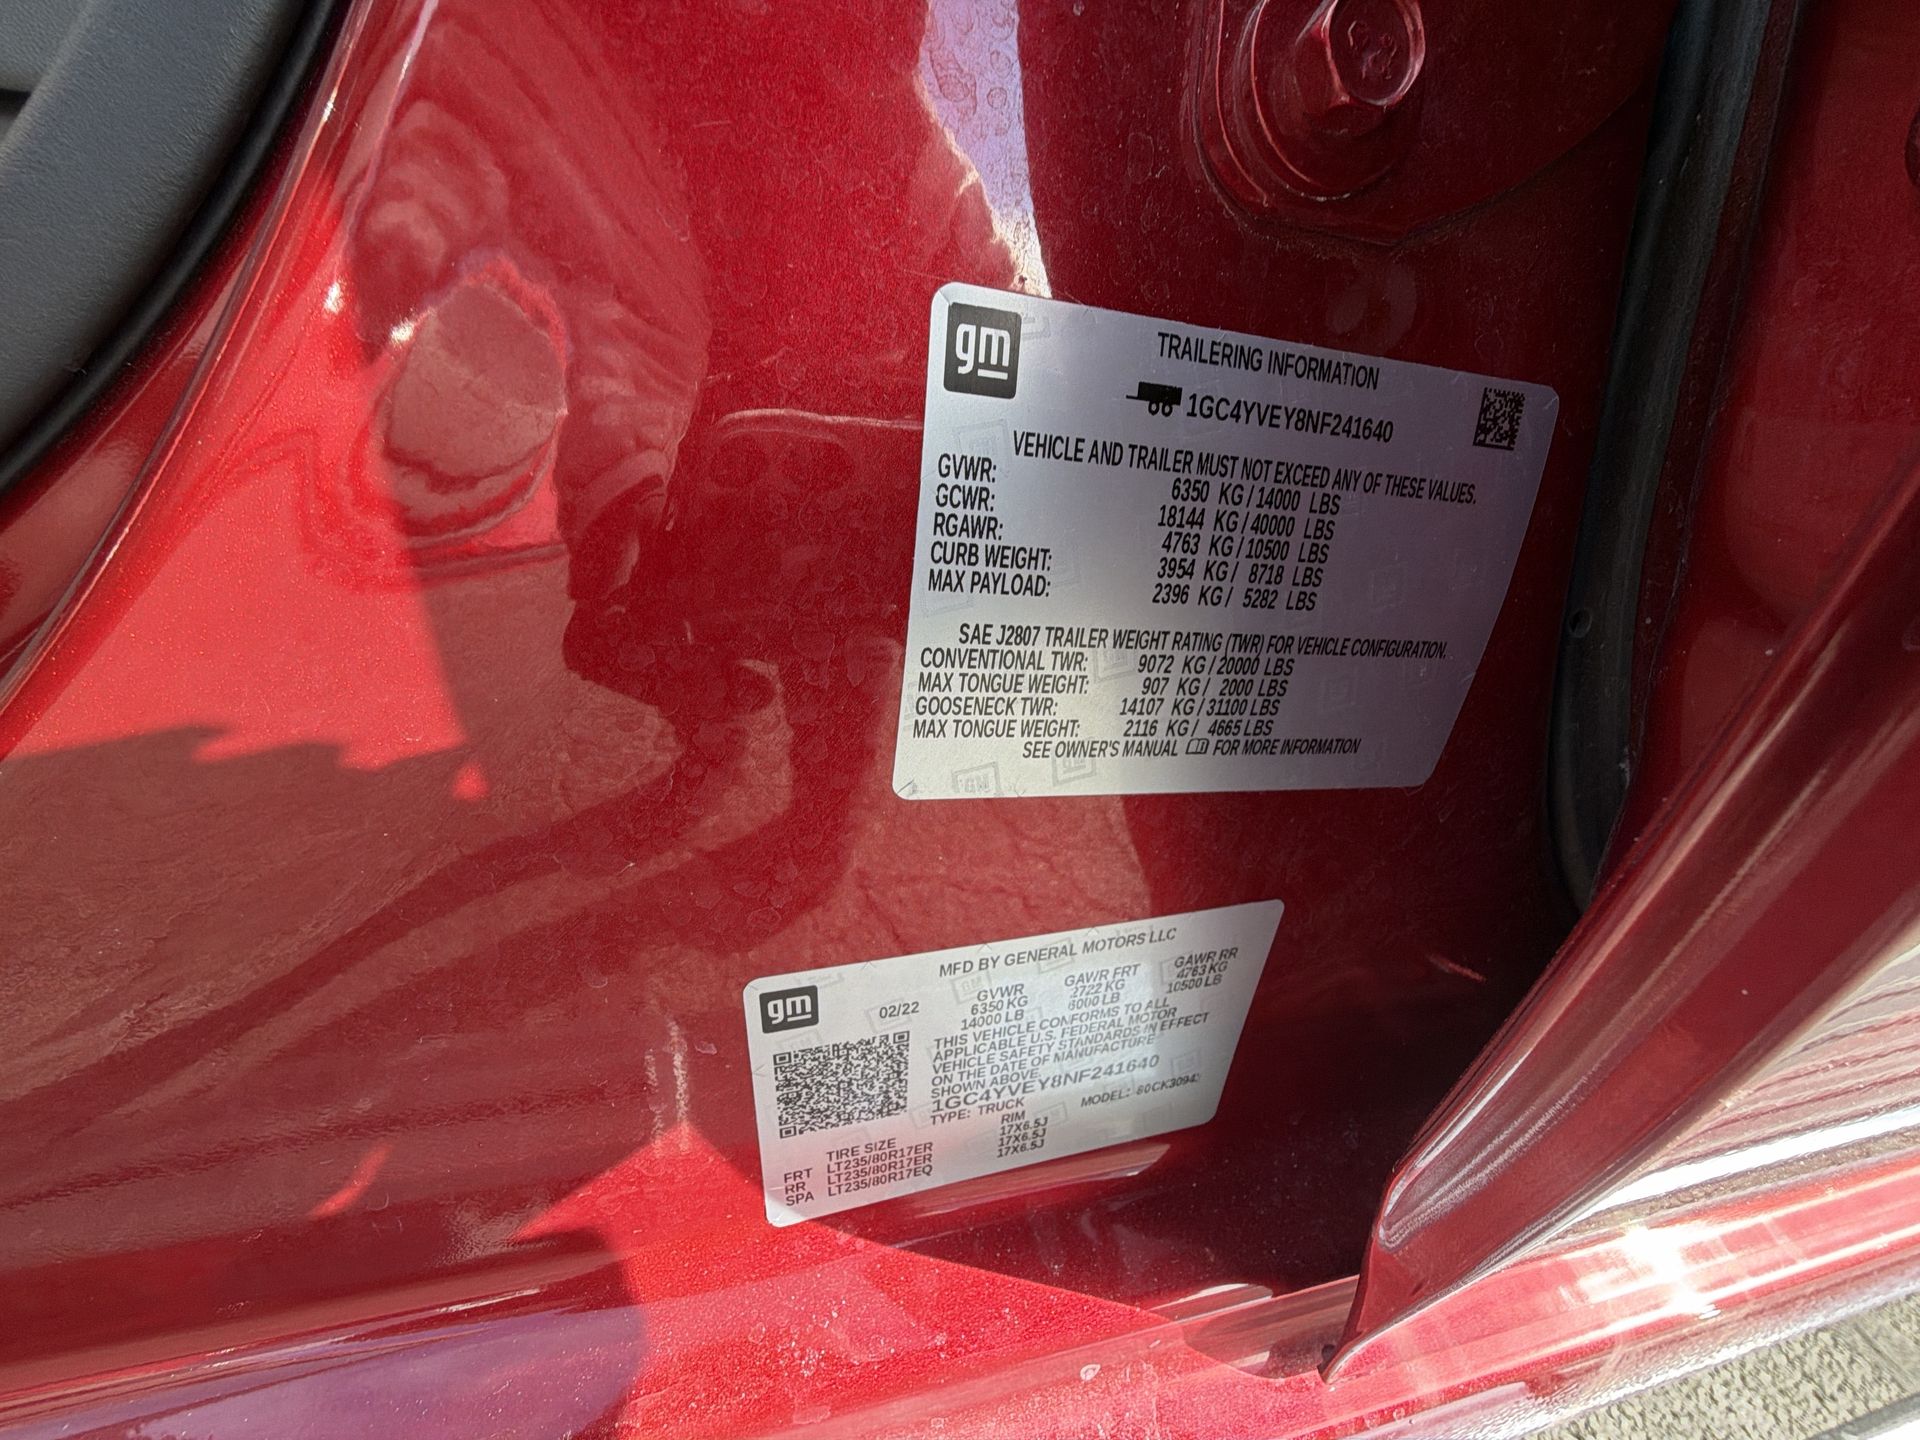 gm
TRAILERING INFORMATION
1GC4YVEY8NF241640
VEHICLE AND TRAILER MUST NOT EXCEED ANY OF THESE VALUES.
GVWR: 6350 KG / 14000 LBS
GCWR: 18144 KG / 40000 LBS
RGAWR: 4763 KG / 10500 LBS
CURB WEIGHT: 3954 KG / 8718 LBS
MAX PAYLOAD: 2396 KG / 5282 LBS
SAE J2807 TRAILER WEIGHT RATING (TWR) FOR VEHICLE CONFIGURATION.
CONVENTIONAL TWR: 9072 KG / 20000 LBS
MAX TONGUE WEIGHT: 907 KG / 2000 LBS
GOOSENECK TWR: 14107 KG / 31100 LBS
MAX TONGUE WEIGHT: 2116 KG / 4665 LBS
SEE OWNER'S MANUAL FOR MORE INFORMATION
gm
MFD BY GENERAL MOTORS LLC
02/22 GVWR GAWR FRT GAWR RR
6350 KG 2722 KG 4763 KG
14000 LB 6000 LB 10500 LB
THIS VEHICLE CONFORMS TO ALL
APPLICABLE U.S. FEDERAL MOTOR
VEHICLE SAFETY STANDARDS IN EFFECT
ON THE DATE OF MANUFACTURE
SHOWN ABOVE.
1GC4YVEY8NF241640
TYPE: TRUCK MODEL:
TIRE SIZE RIM
FRT LT235/80R17ER 17X6.5J
RR LT235/80R17ER 17X6.5J
SPA LT235/80R17EQ 17X6.5J